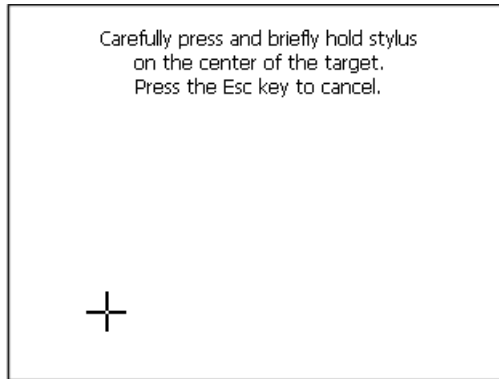 Carefully press and briefly hold stylus
on the center of the target.
Press the Esc key to cancel.